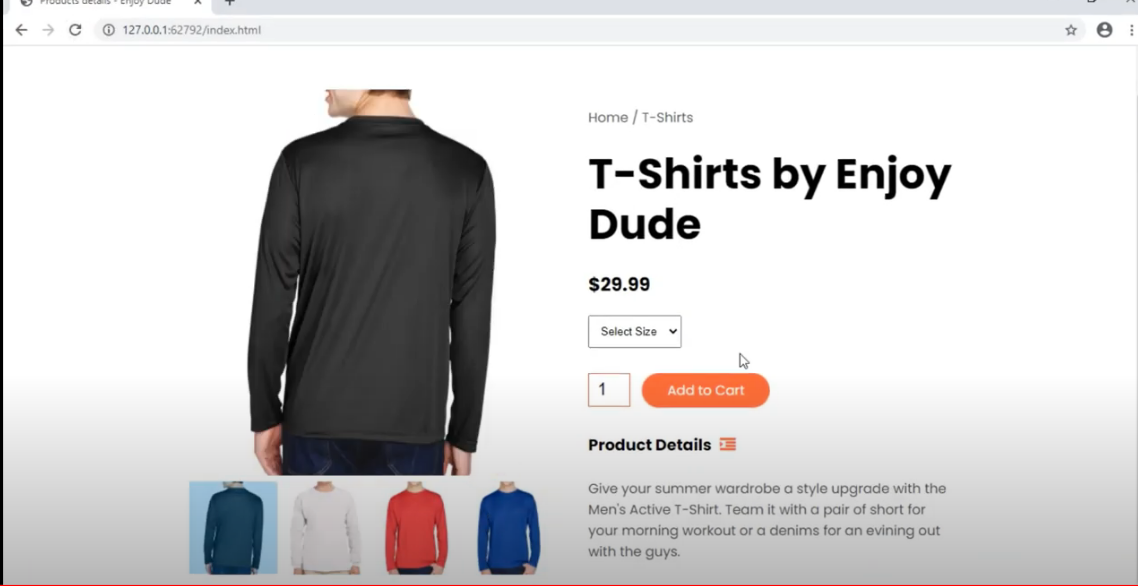 Products details - Enjoy Dude
127.0.0.1:62792/index.html
Home / T-Shirts
T-Shirts by Enjoy
Dude
$29.99
Select Size
1
Add to Cart
Product Details
Give your summer wardrobe a style upgrade with the
Men's Active T-Shirt. Team it with a pair of short for
your morning workout or a denims for an evining out
with the guys.